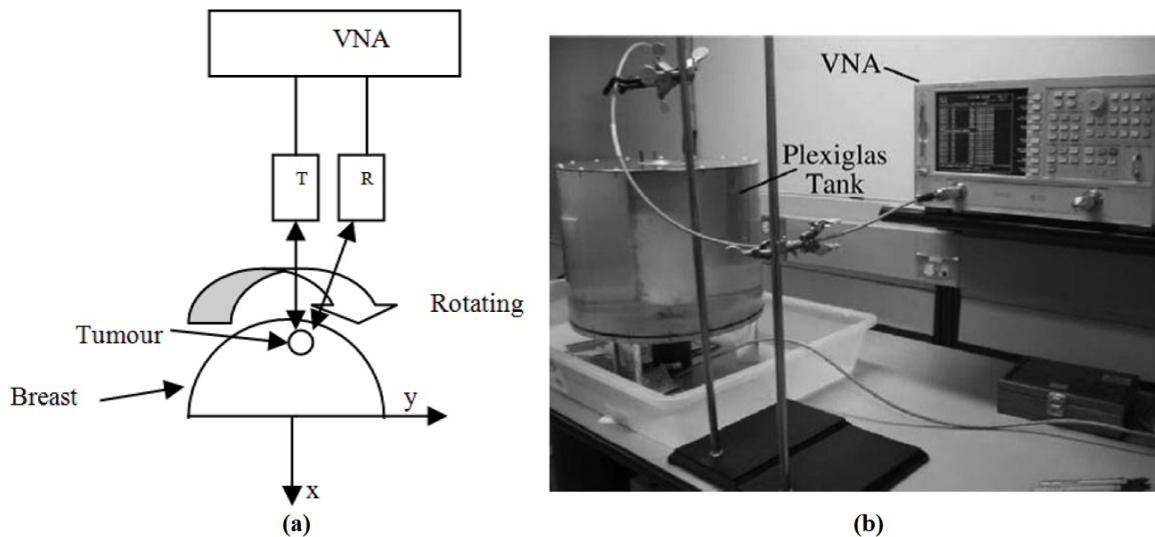 VNA
T
R
Rotating
Tumour
Breast
y
x
(a)
VNA
Plexiglas
Tank
(b)